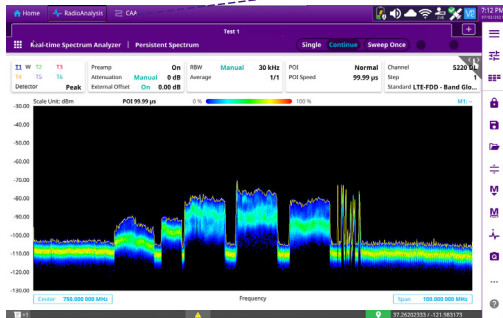 Home RadioAnalysis CAA 7:12 PM
Test 1
Real-time Spectrum Analyzer | Persistent Spectrum Single Continue Sweep Once
T1 W T2 T3 Preamp On RBW Manual 30 kHz POI Normal Channel 5220 DL
T4 T5 T6 Attenuation Manual 0 dB Average 1/1 POI Speed 99.99 µs Step 1
Detector Peak External Offset On 0.00 dB Standard LTE-FDD - Band Glo...
Scale Unit: dBm POI 99.99 µs 0 % 100 % M1: --
-30.00
-40.00
-50.00
-60.00
-70.00
-80.00
-90.00
-100.00
-110.00
-120.00
-130.00
Center 750.000 000 MHz Frequency Span 100.000 000 MHz
37.26202333 / -121.983173